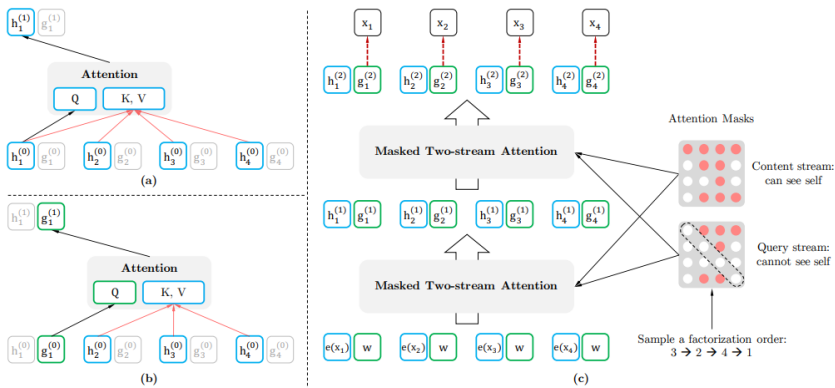 h₁⁽¹⁾ g₁⁽¹⁾
Attention
Q K, V
h₁⁽⁰⁾ g₁⁽⁰⁾ h₂⁽⁰⁾ g₂⁽⁰⁾ h₃⁽⁰⁾ g₃⁽⁰⁾ h₄⁽⁰⁾ g₄⁽⁰⁾
(a)
h₁⁽¹⁾ g₁⁽¹⁾
Attention
Q K, V
h₁⁽⁰⁾ g₁⁽⁰⁾ h₂⁽⁰⁾ g₂⁽⁰⁾ h₃⁽⁰⁾ g₃⁽⁰⁾ h₄⁽⁰⁾ g₄⁽⁰⁾
(b)
x₁ x₂ x₃ x₄
h₁⁽²⁾ g₁⁽²⁾ h₂⁽²⁾ g₂⁽²⁾ h₃⁽²⁾ g₃⁽²⁾ h₄⁽²⁾ g₄⁽²⁾
Masked Two-stream Attention
h₁⁽¹⁾ g₁⁽¹⁾ h₂⁽¹⁾ g₂⁽¹⁾ h₃⁽¹⁾ g₃⁽¹⁾ h₄⁽¹⁾ g₄⁽¹⁾
Masked Two-stream Attention
e(x₁) w e(x₂) w e(x₃) w e(x₄) w
(c)
Attention Masks
Content stream:
can see self
Query stream:
cannot see self
Sample a factorization order:
3 → 2 → 4 → 1